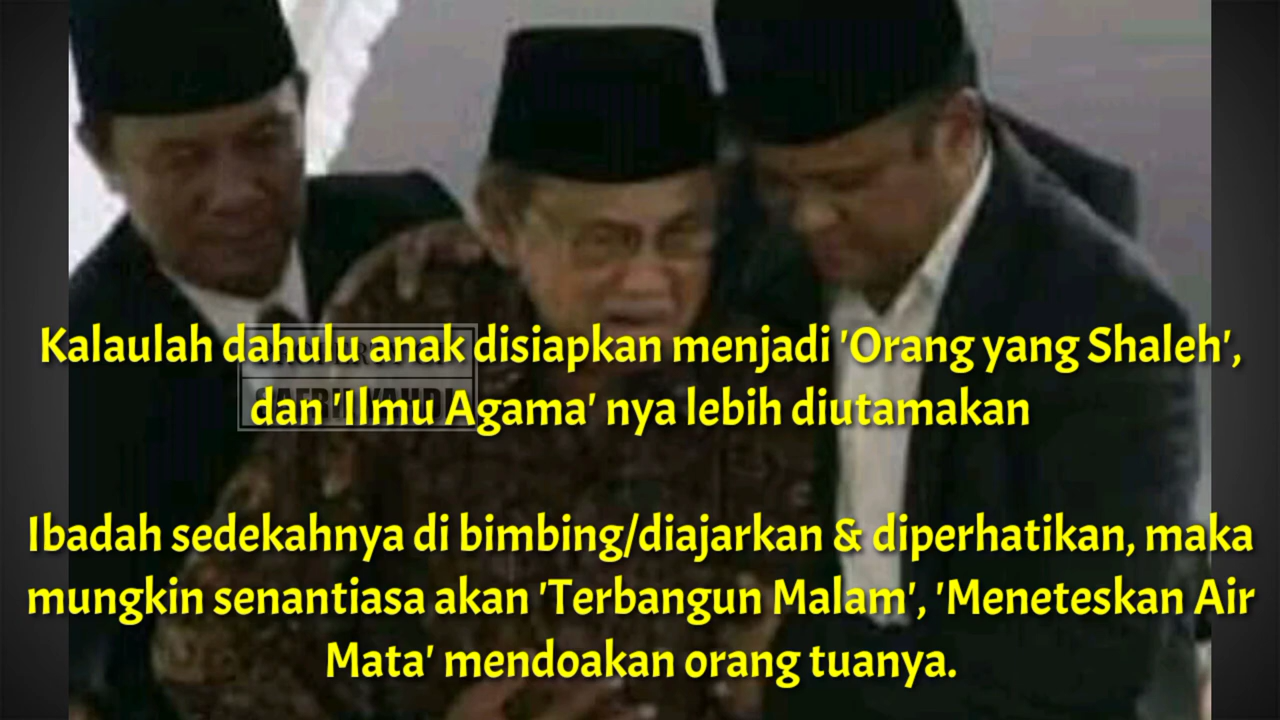 Kalaulah dahulu anak disiapkan menjadi 'Orang yang Shaleh',
dan 'Ilmu Agama' nya lebih diutamakan
Ibadah sedekahnya di bimbing/diajarkan & diperhatikan, maka
mungkin senantiasa akan 'Terbangun Malam', 'Meneteskan Air
Mata' mendoakan orang tuanya.